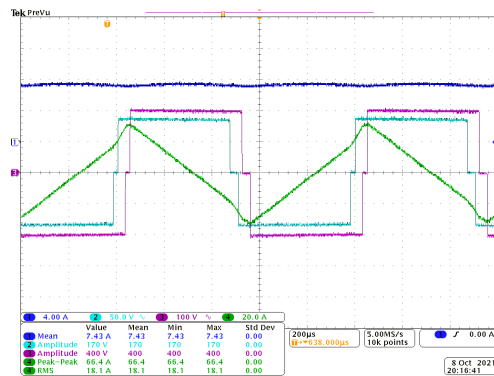 Tek PreVu
T
T
1
3
1 4.00 A 2 50.0 V 3 100 V 4 20.0 A
Value Mean Min Max Std Dev
1 Mean 7.43 A 7.43 7.43 7.43 0.00
2 Amplitude 170 V 170 170 170 0.00
3 Amplitude 400 V 400 400 400 0.00
4 Peak-Peak 66.4 A 66.4 66.4 66.4 0.00
4 RMS 18.1 A 18.1 18.1 18.1 0.00
200µs
638.000µs
5.00MS/s
10k points
1 0.00 A
8 Oct 2021
20:16:41